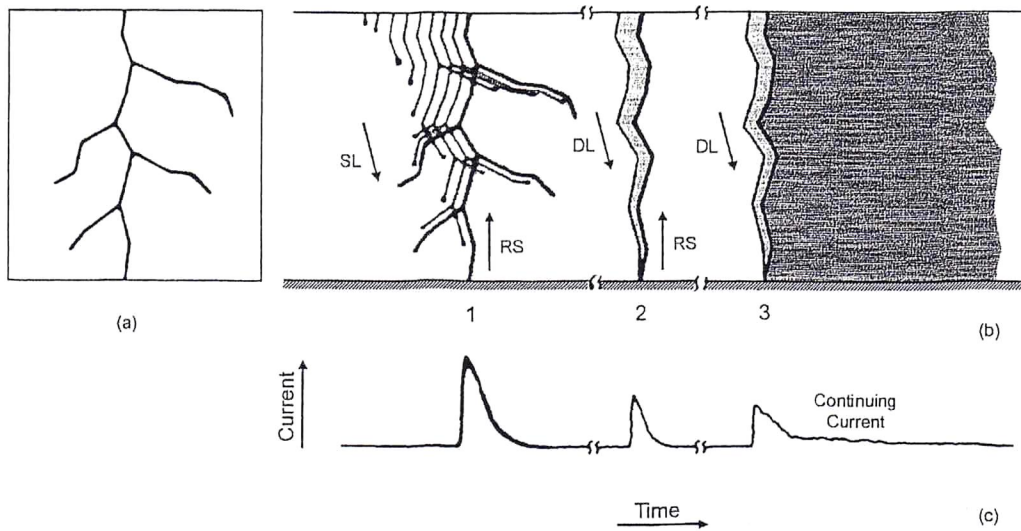 SL
RS
DL
RS
DL
1
2
3
(a)
(b)
Current
Continuing
Current
Time
(c)